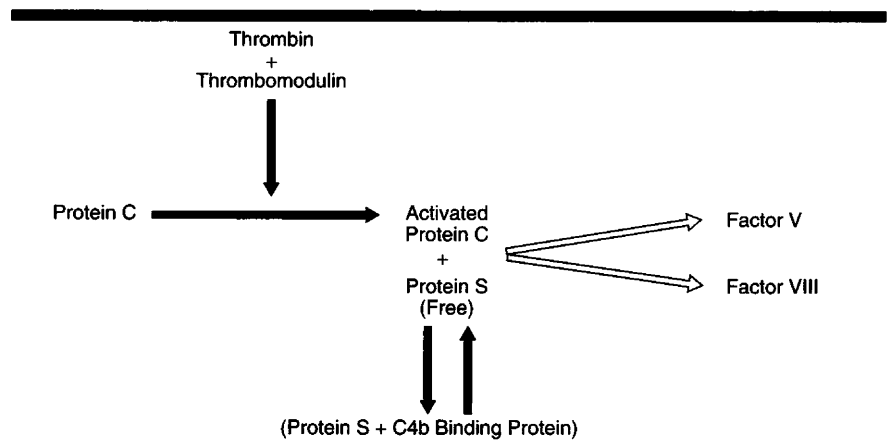 Thrombin
+
Thrombomodulin
Protein C
Activated
Protein C
+
Protein S
(Free)
Factor V
Factor VIII
(Protein S + C4b Binding Protein)